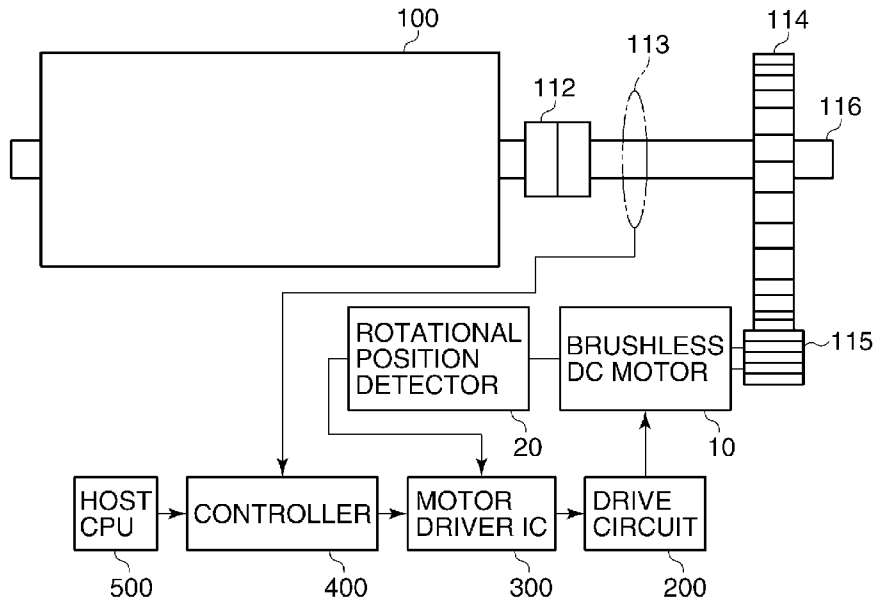 100
112
113
114
116
ROTATIONAL
POSITION
DETECTOR
BRUSHLESS
DC MOTOR
115
20
10
HOST
CPU
CONTROLLER
MOTOR
DRIVER IC
DRIVE
CIRCUIT
500
400
300
200